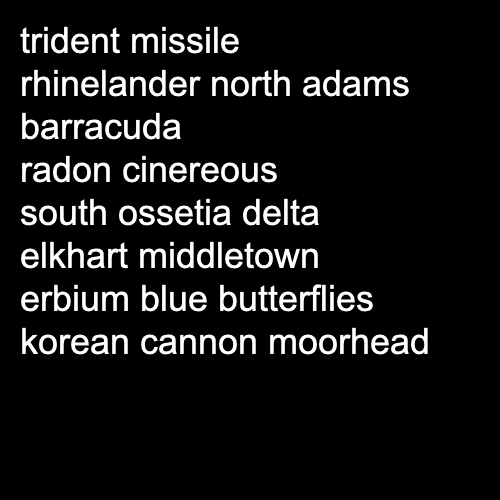 trident missile
rhinelander north adams
barracuda
radon cinereous
south ossetia delta
elkhart middletown
erbium blue butterflies
korean cannon moorhead